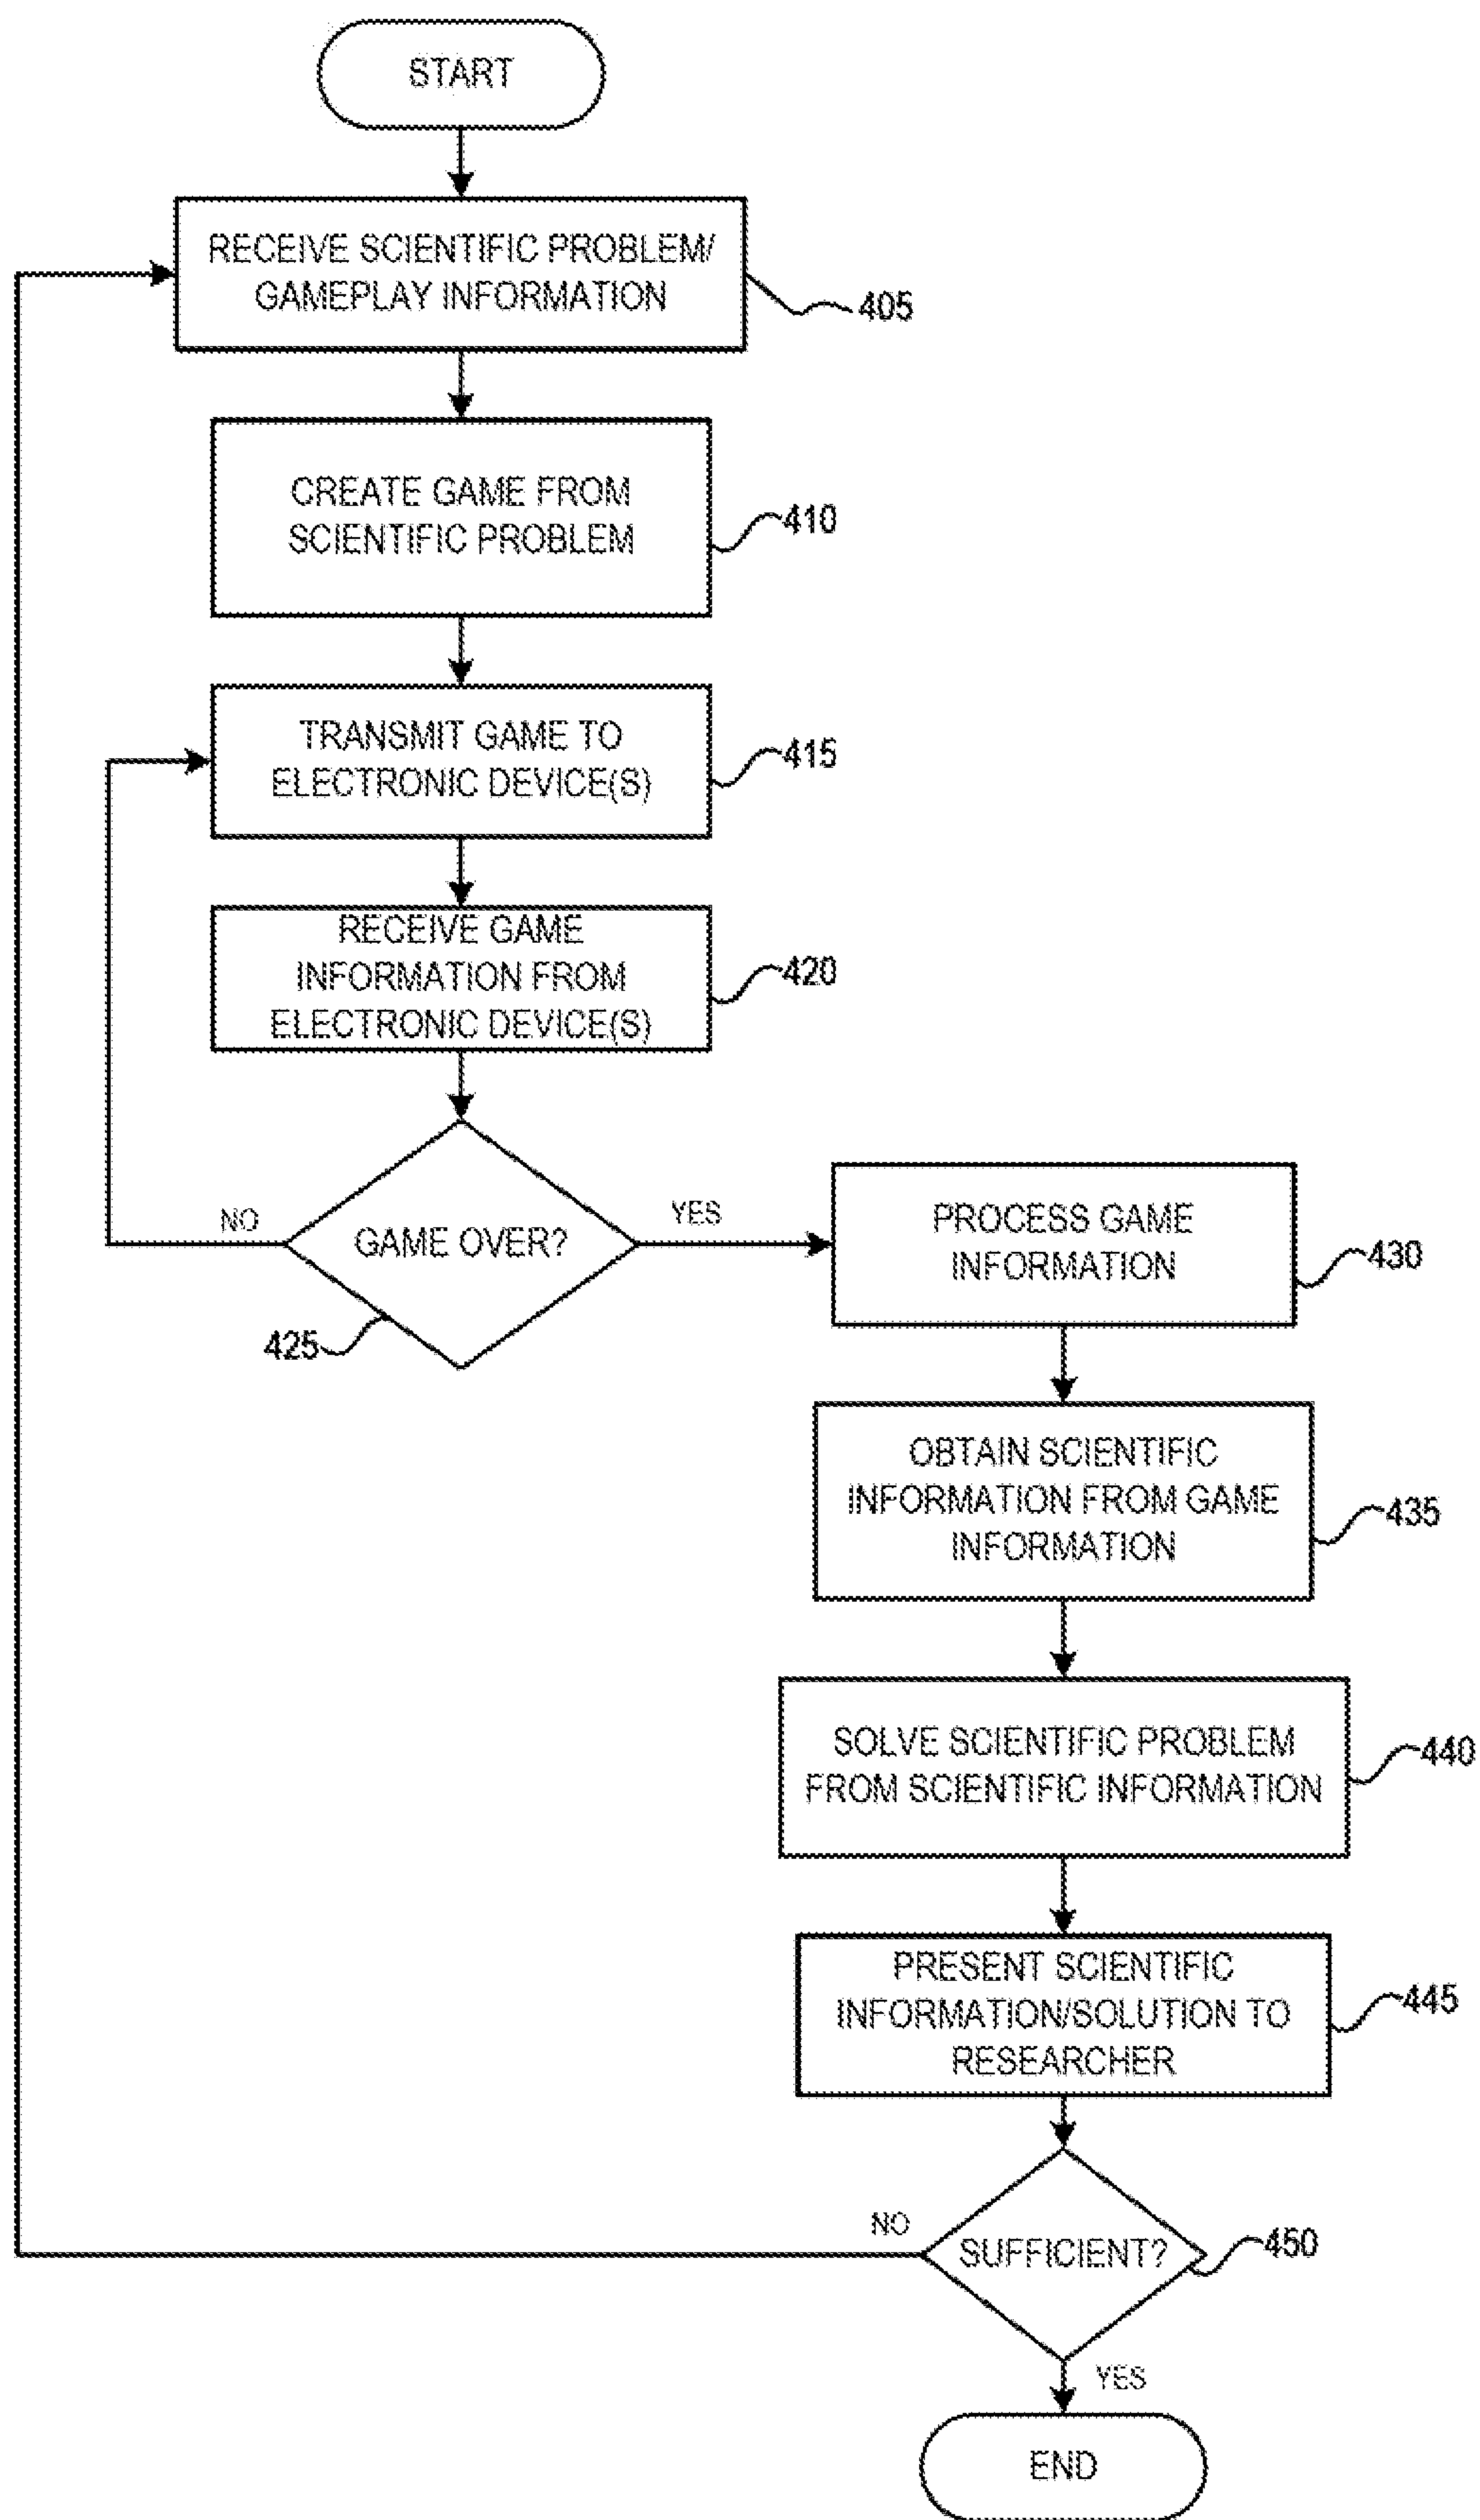 START
RECEIVE SCIENTIFIC PROBLEM/
GAMEPLAY INFORMATION
405
CREATE GAME FROM
SCIENTIFIC PROBLEM
410
TRANSMIT GAME TO
ELECTRONIC DEVICE(S)
415
RECEIVE GAME
INFORMATION FROM
ELECTRONIC DEVICE(S)
420
NO
GAME OVER?
YES
425
PROCESS GAME
INFORMATION
430
OBTAIN SCIENTIFIC
INFORMATION FROM GAME
INFORMATION
435
SOLVE SCIENTIFIC PROBLEM
FROM SCIENTIFIC INFORMATION
440
PRESENT SCIENTIFIC
INFORMATION/SOLUTION TO
RESEARCHER
445
NO
SUFFICIENT?
450
YES
END